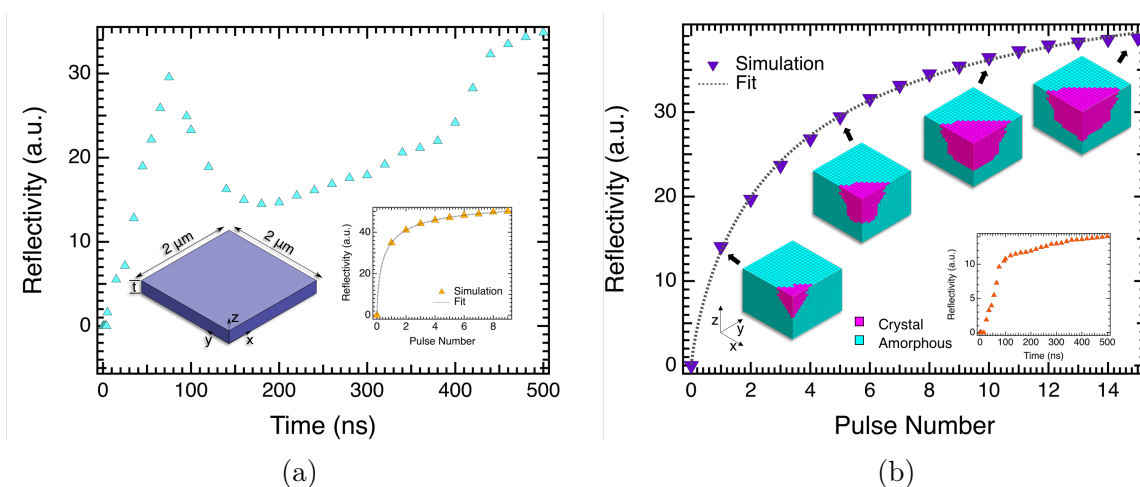 Reflectivity (a.u.)
30
20
10
0
0
100
200
300
400
500
Time (ns)
2 µm
2 µm
t
z
y
x
Reflectivity (a.u.)
40
20
0
0
2
4
6
8
Simulation
Fit
Pulse Number
(a)
Reflectivity (a.u.)
30
20
10
0
0
2
4
6
8
10
12
14
Pulse Number
Simulation
Fit
z
y
x
Crystal
Amorphous
Reflectivity (a.u.)
10
5
0
0
100
200
300
400
500
Time (ns)
(b)